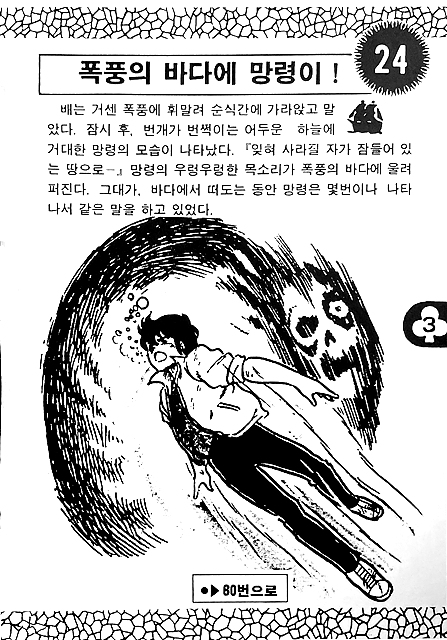 24
폭풍의 바다에 망령이 !
배는 거센 폭풍에 휘말려 순식간에 가라앉고 말
았다. 잠시 후, 번개가 번쩍이는 어두운 하늘에
거대한 망령의 모습이 나타났다. 『잊혀 사라질 자가 잠들어 있
는 땅으로―』 망령의 우렁우렁한 목소리가 폭풍의 바다에 울려
퍼진다. 그대가, 바다에서 떠도는 동안 망령은 몇번이나 나타
나서 같은 말을 하고 있었다.
3
●▶ 60번으로